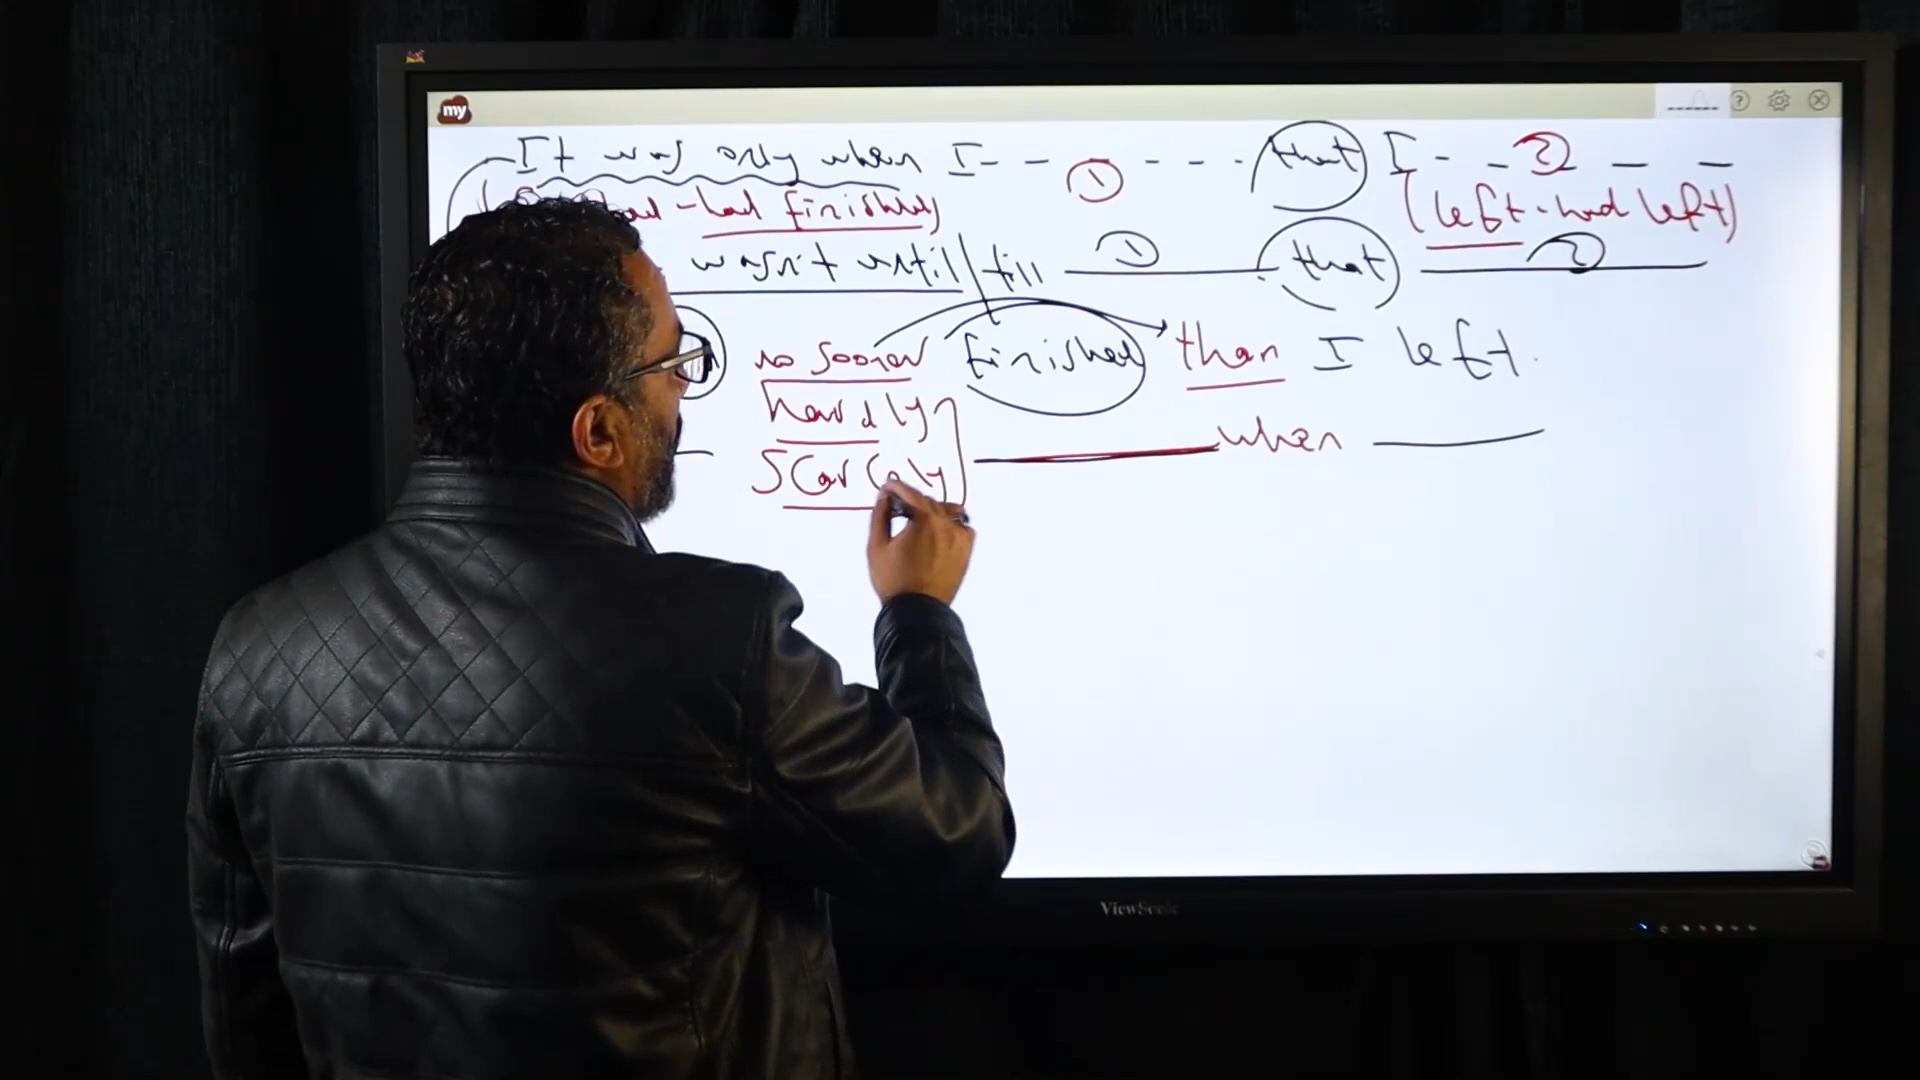 my
It was only when I - - ① - - - - that I - - ② - -
had finished) (left - had left)
wasn't until / till ① that ②
no sooner finished than I left.
hardly
Scarcely when
ViewSonic